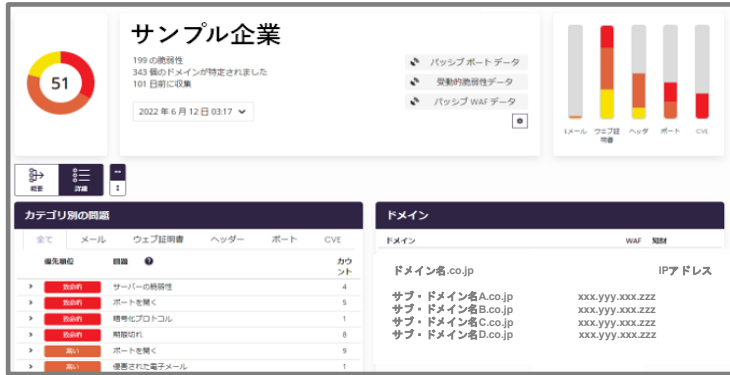 サンプル企業
51
199 の脆弱性
343 個のドメインが特定されました
101 日前に収集
2022 年 6 月 12 日 03:17
パッシブ ポート データ
受動的脆弱性データ
パッシブ WAF データ
メール ウェブ証明書 ヘッダ ポート CVE
概要 詳細
カテゴリ別の問題
全て メール ウェブ証明書 ヘッダー ポート CVE
優先順位 問題 カウント
致命的 サーバーの脆弱性 4
致命的 ポートを開く 5
致命的 暗号化プロトコル 1
致命的 期限切れ 8
高い ポートを開く 9
高い 侵害された電子メール 1
ドメイン
ドメイン WAF 知財
ドメイン名.co.jp IPアドレス
サブ・ドメイン名A.co.jp xxx.yyy.xxx.zzz
サブ・ドメイン名B.co.jp xxx.yyy.xxx.zzz
サブ・ドメイン名C.co.jp xxx.yyy.xxx.zzz
サブ・ドメイン名D.co.jp xxx.yyy.xxx.zzz